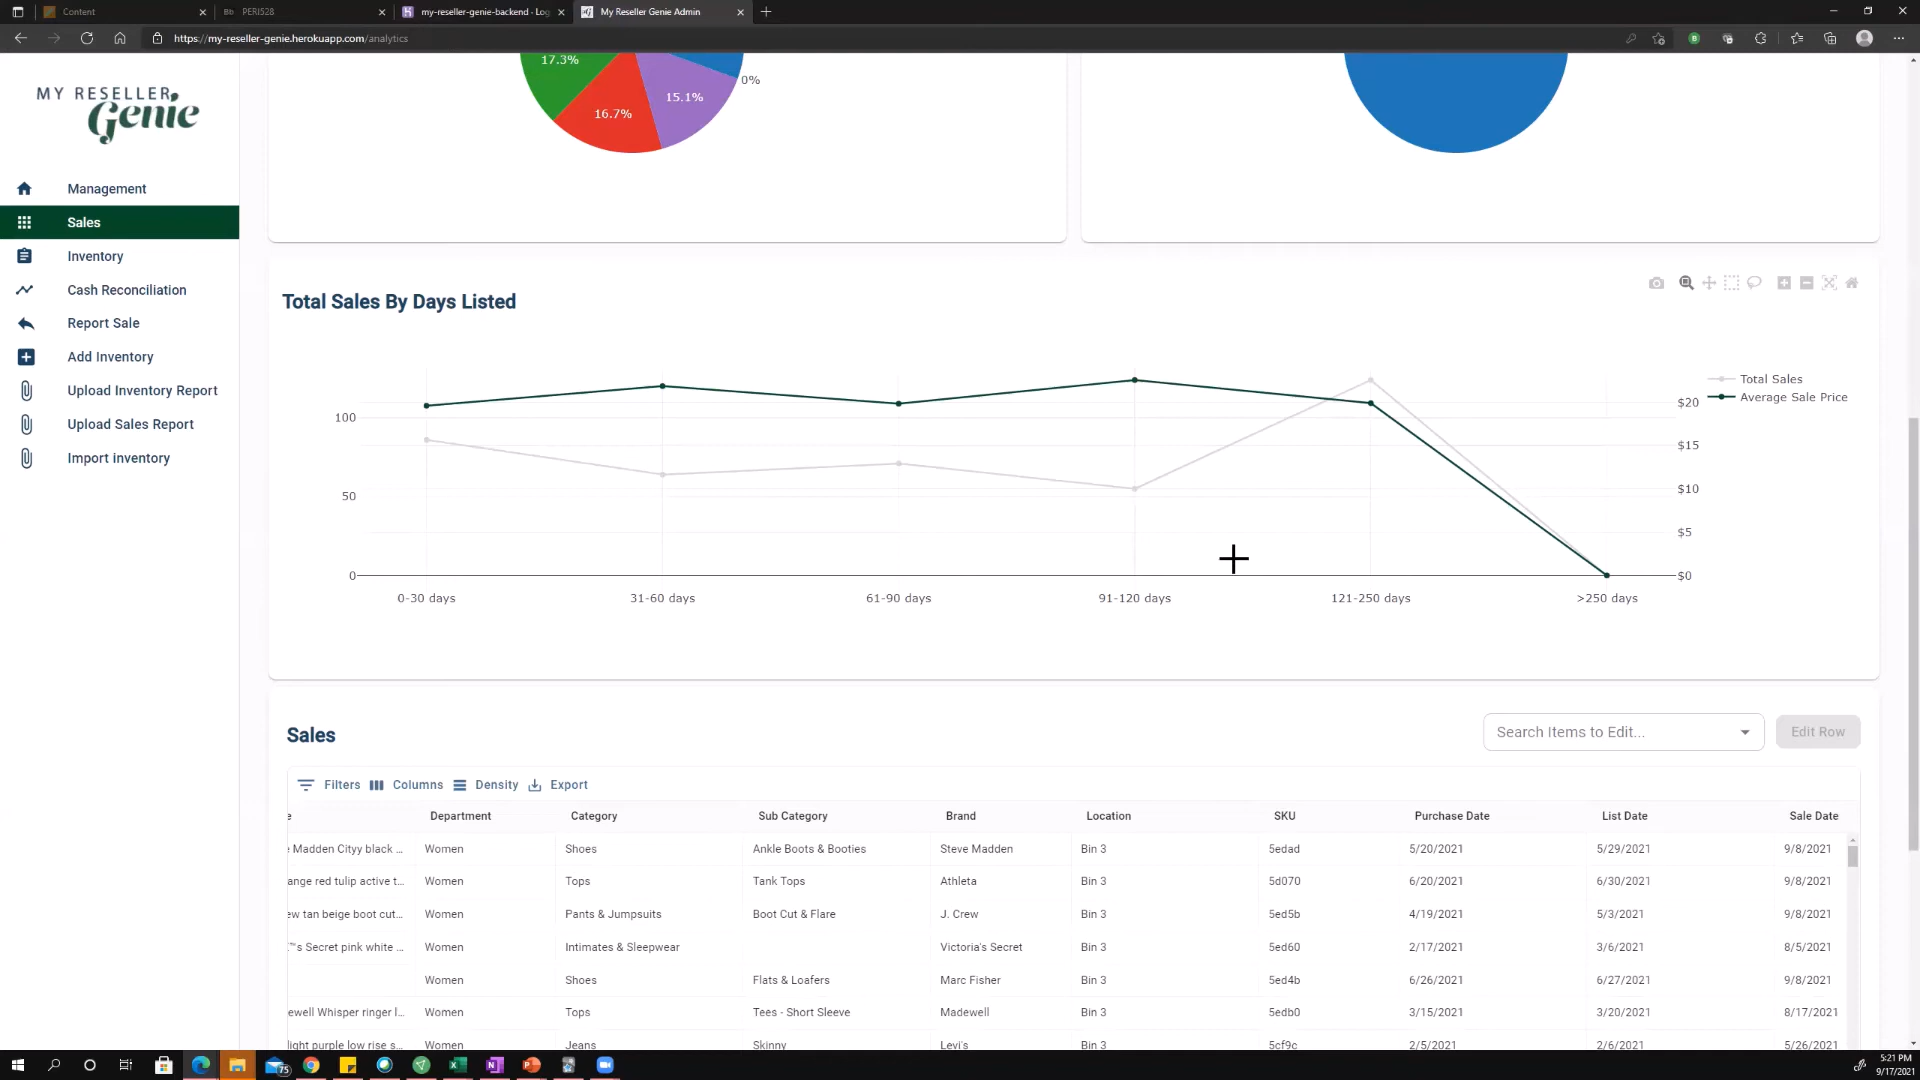 Content
PERI528
my-reseller-genie-backend - Log
My Reseller Genie Admin
https://my-reseller-genie.herokuapp.com/analytics
MY RESELLER
Genie
Management
Sales
Inventory
Cash Reconciliation
Report Sale
Add Inventory
Upload Inventory Report
Upload Sales Report
Import inventory
17.3%
0%
15.1%
16.7%
Total Sales By Days Listed
Total Sales
Average Sale Price
100
50
0
$20
$15
$10
$5
$0
0-30 days
31-60 days
61-90 days
91-120 days
121-250 days
>250 days
Sales
Search Items to Edit...
Edit Row
Filters Columns Density Export
e Department Category Sub Category Brand Location SKU Purchase Date List Date Sale Date
e Madden Cityy black ... Women Shoes Ankle Boots & Booties Steve Madden Bin 3 5edad 5/20/2021 5/29/2021 9/8/2021
ange red tulip active t... Women Tops Tank Tops Athleta Bin 3 5d070 6/20/2021 6/30/2021 9/8/2021
ew tan beige boot cut... Women Pants & Jumpsuits Boot Cut & Flare J. Crew Bin 3 5ed5b 4/19/2021 5/3/2021 9/8/2021
€™s Secret pink white ... Women Intimates & Sleepwear Victoria's Secret Bin 3 5ed60 2/17/2021 3/6/2021 8/5/2021
Women Shoes Flats & Loafers Marc Fisher Bin 3 5ed4b 6/26/2021 6/27/2021 9/8/2021
ewell Whisper ringer l... Women Tops Tees - Short Sleeve Madewell Bin 3 5edb0 3/15/2021 3/20/2021 8/17/2021
light purple low rise s... Women Jeans Skinny Levi's Bin 3 5cf9c 2/5/2021 2/6/2021 5/26/2021
75
5:21 PM
9/17/2021